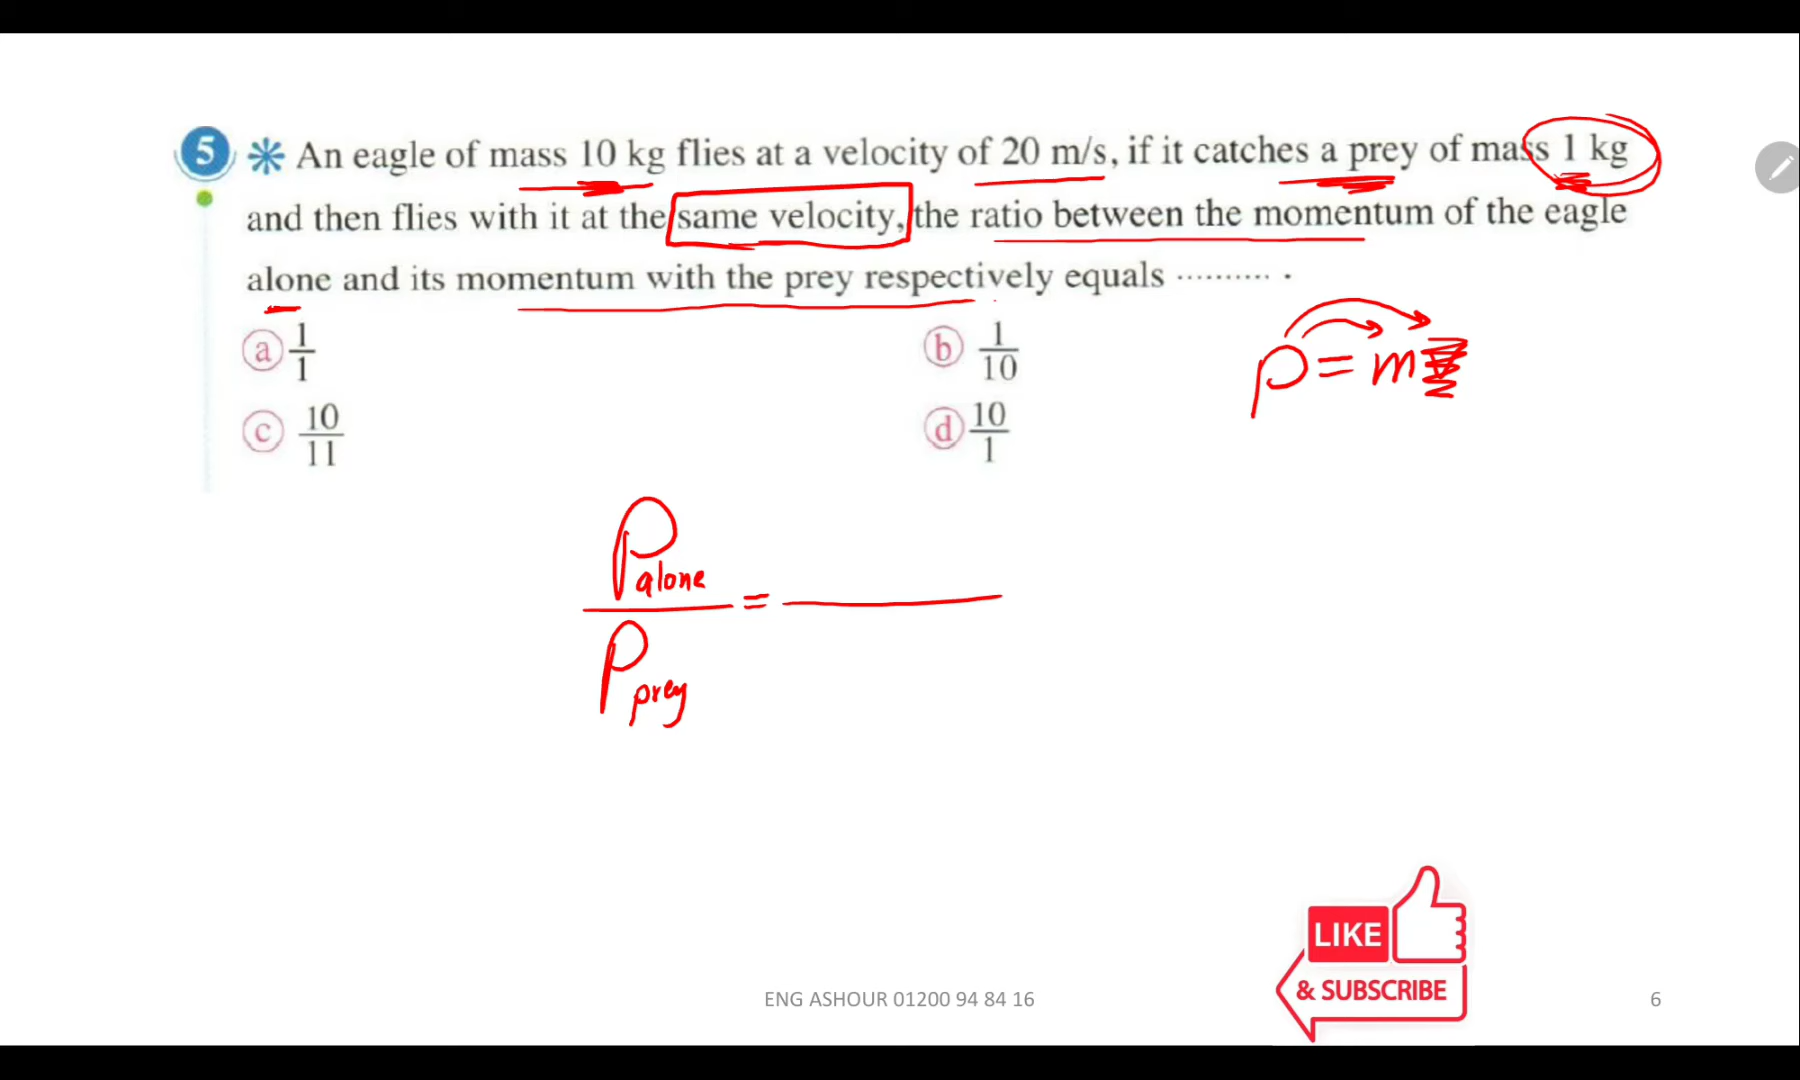 5 * An eagle of mass 10 kg flies at a velocity of 20 m/s, if it catches a prey of mass 1 kg
and then flies with it at the same velocity, the ratio between the momentum of the eagle
alone and its momentum with the prey respectively equals .......... .
a 1/1
b 1/10
c 10/11
d 10/1
P = mv
P alone / P prey =
LIKE
& SUBSCRIBE
ENG ASHOUR 01200 94 84 16
6